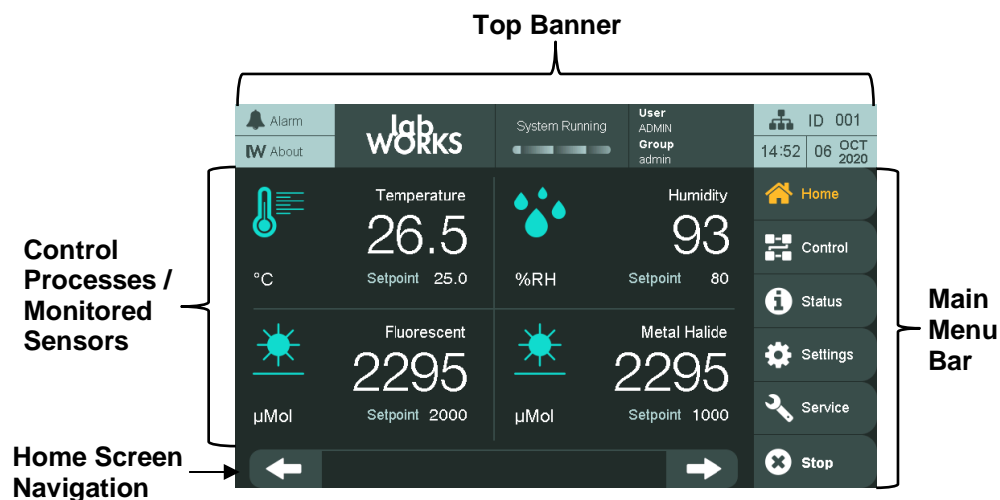 Top Banner
Alarm
About
lab
WORKS
System Running
User
ADMIN
Group
admin
ID 001
14:52 06 OCT 2020
Control
Processes /
Monitored
Sensors
Temperature
26.5
°C Setpoint 25.0
Humidity
93
%RH Setpoint 80
Fluorescent
2295
µMol Setpoint 2000
Metal Halide
2295
µMol Setpoint 1000
Home
Control
Status
Settings
Service
Stop
Main
Menu
Bar
Home Screen
Navigation